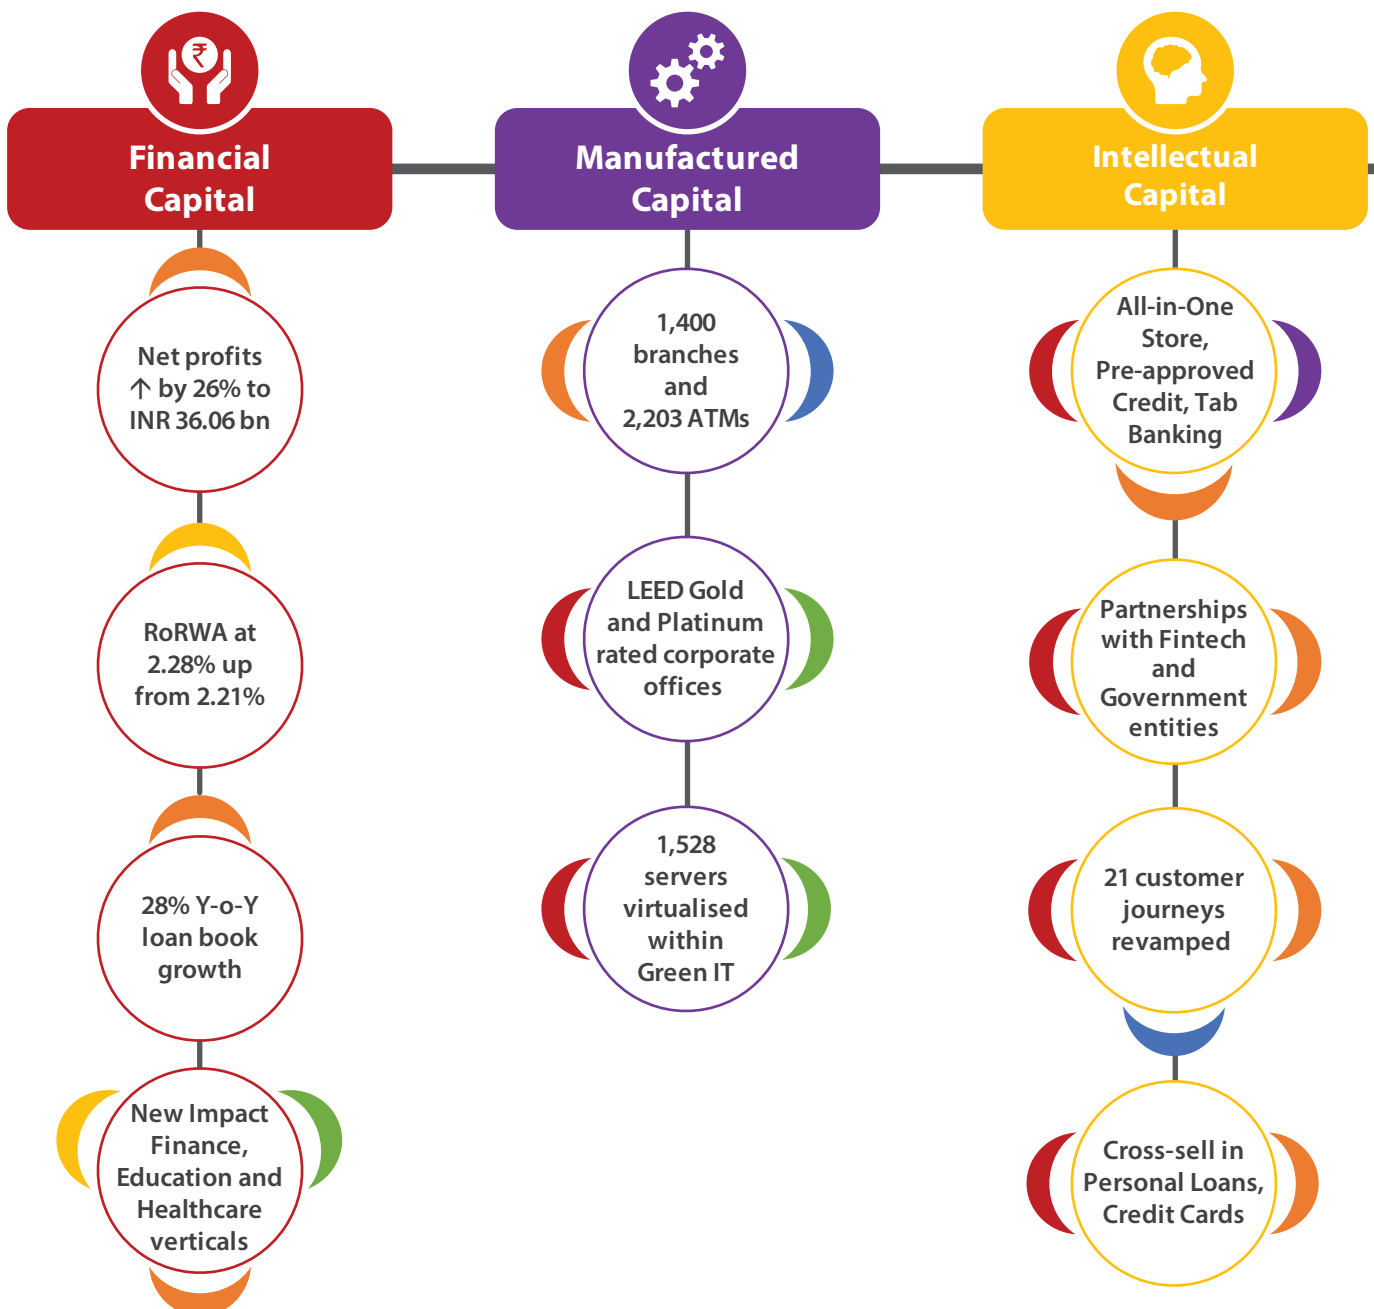 ₹
Financial
Capital
Net profits
↑ by 26% to
INR 36.06 bn
RoRWA at
2.28% up
from 2.21%
28% Y-o-Y
loan book
growth
New Impact
Finance,
Education and
Healthcare
verticals
Manufactured
Capital
1,400
branches
and
2,203 ATMs
LEED Gold
and Platinum
rated corporate
offices
1,528
servers
virtualised
within
Green IT
Intellectual
Capital
All-in-One
Store,
Pre-approved
Credit, Tab
Banking
Partnerships
with Fintech
and
Government
entities
21 customer
journeys
revamped
Cross-sell in
Personal Loans,
Credit Cards